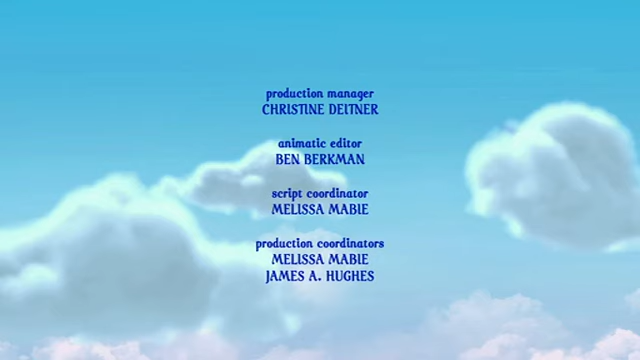 production manager
CHRISTINE DEITNER
animatic editor
BEN BERKMAN
script coordinator
MELISSA MABIE
production coordinators
MELISSA MABIE
JAMES A. HUGHES